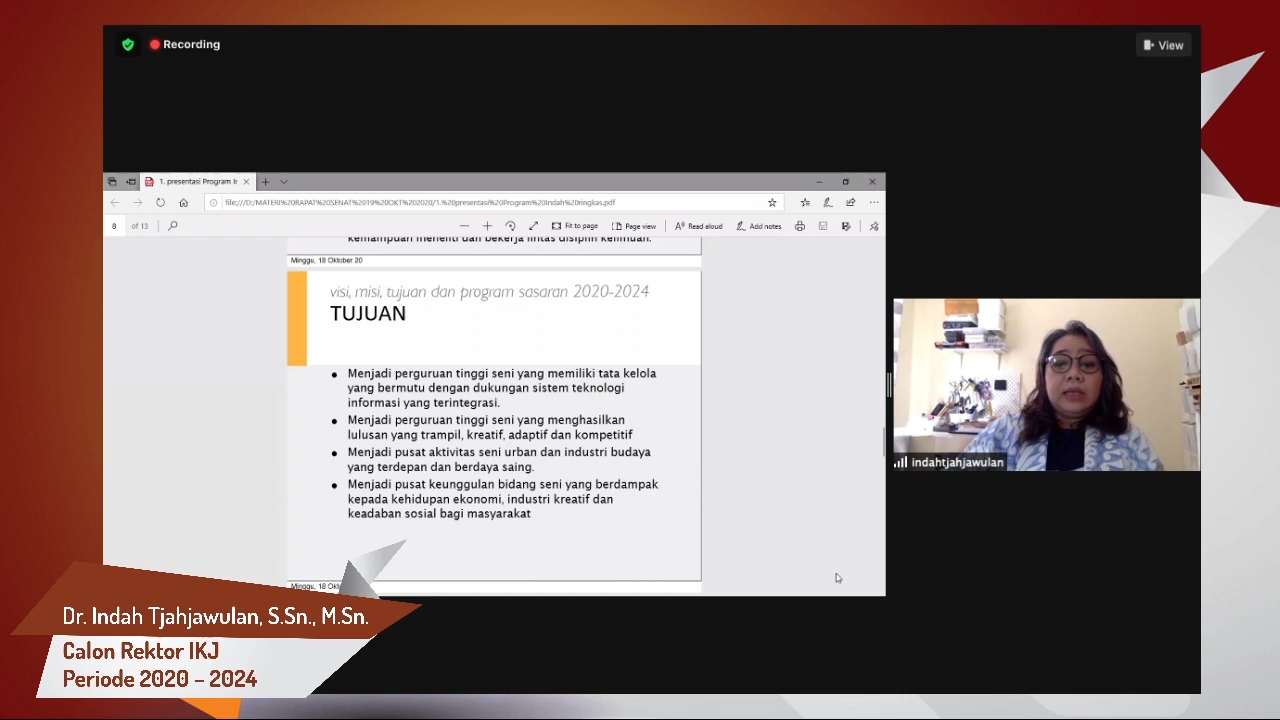 Recording
View
1. presentasi Program Ir
file:///D:/MATERI%20RAPAT%20SENAT%2019%20OKT%202020/1.%20presentasi%20Program%20Indah%20ringkas.pdf
8 of 13
Fit to page
Page view
Read aloud
Add notes
kemampuan meneliti dan bekerja lintas disiplin keilmuan.
Minggu, 18 Oktober 20
visi, misi, tujuan dan program sasaran 2020-2024
TUJUAN
• Menjadi perguruan tinggi seni yang memiliki tata kelola
yang bermutu dengan dukungan sistem teknologi
informasi yang terintegrasi.
• Menjadi perguruan tinggi seni yang menghasilkan
lulusan yang trampil, kreatif, adaptif dan kompetitif
• Menjadi pusat aktivitas seni urban dan industri budaya
yang terdepan dan berdaya saing.
• Menjadi pusat keunggulan bidang seni yang berdampak
kepada kehidupan ekonomi, industri kreatif dan
keadaban sosial bagi masyarakat
Minggu, 18 Okt
indahtjahjawulan
Dr. Indah Tjahjawulan, S.Sn., M.Sn.
Calon Rektor IKJ
Periode 2020 – 2024